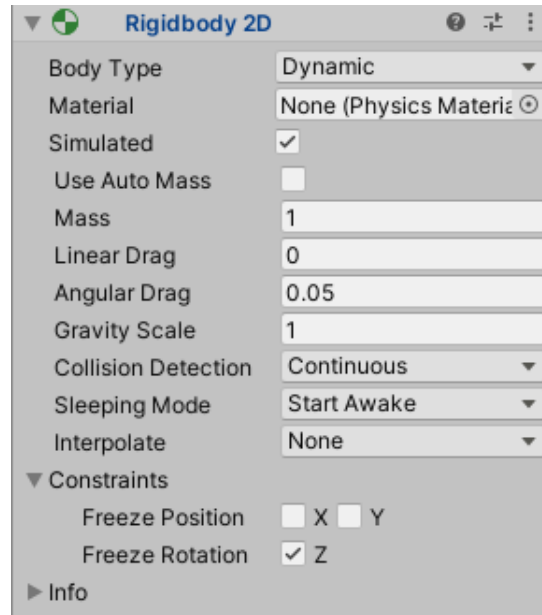 Rigidbody 2D
Body Type Dynamic
Material None (Physics Materia
Simulated
Use Auto Mass
Mass 1
Linear Drag 0
Angular Drag 0.05
Gravity Scale 1
Collision Detection Continuous
Sleeping Mode Start Awake
Interpolate None
Constraints
Freeze Position X Y
Freeze Rotation Z
Info